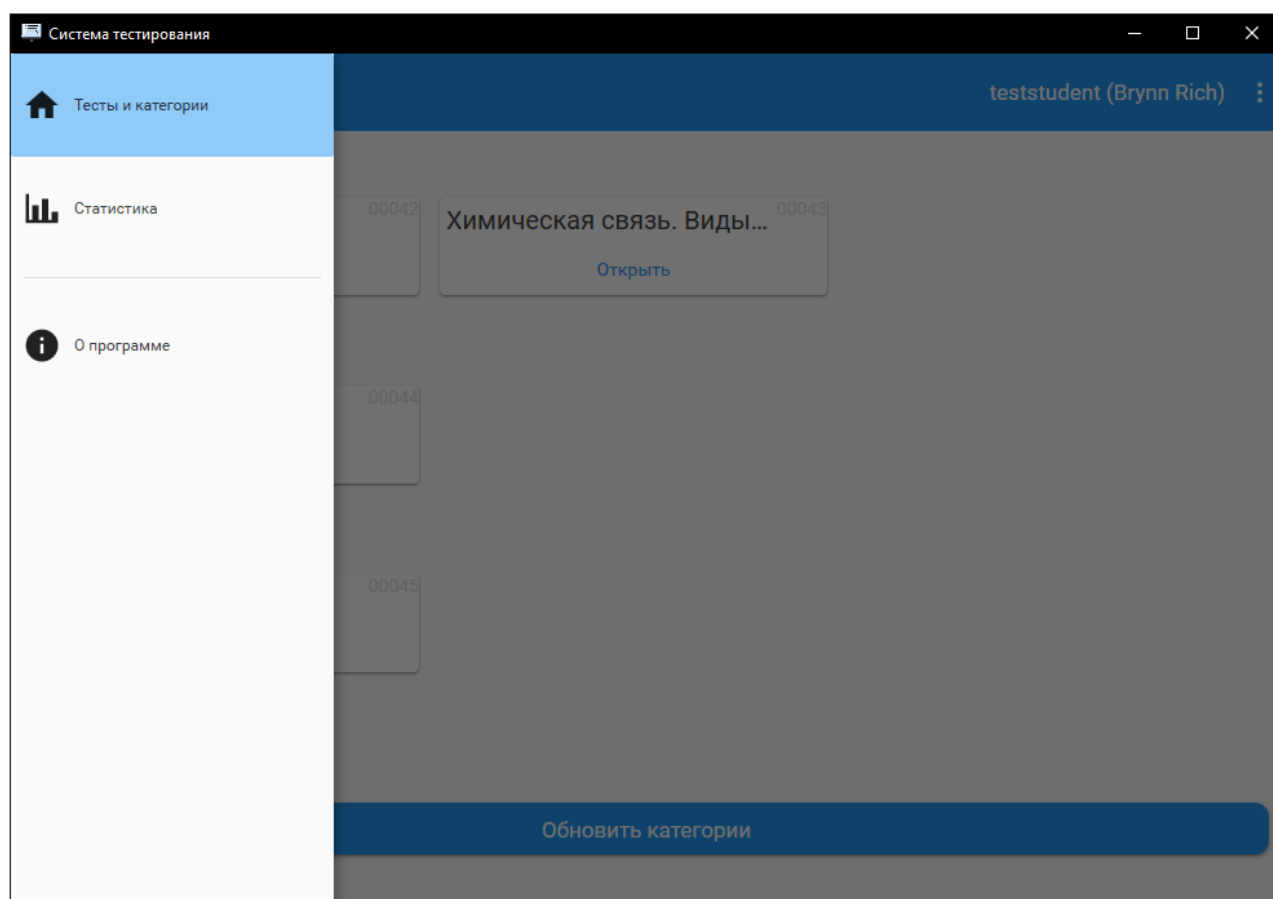 Система тестирования
teststudent (Brynn Rich)
Тесты и категории
Статистика
О программе
00042
Химическая связь. Виды...
00043
Открыть
00044
00045
Обновить категории